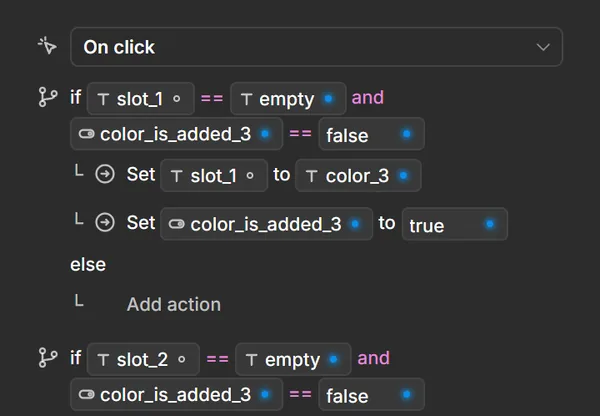 On click
if slot_1 == empty and
color_is_added_3 == false
Set slot_1 to color_3
Set color_is_added_3 to true
else
Add action
if slot_2 == empty and
color_is_added_3 == false